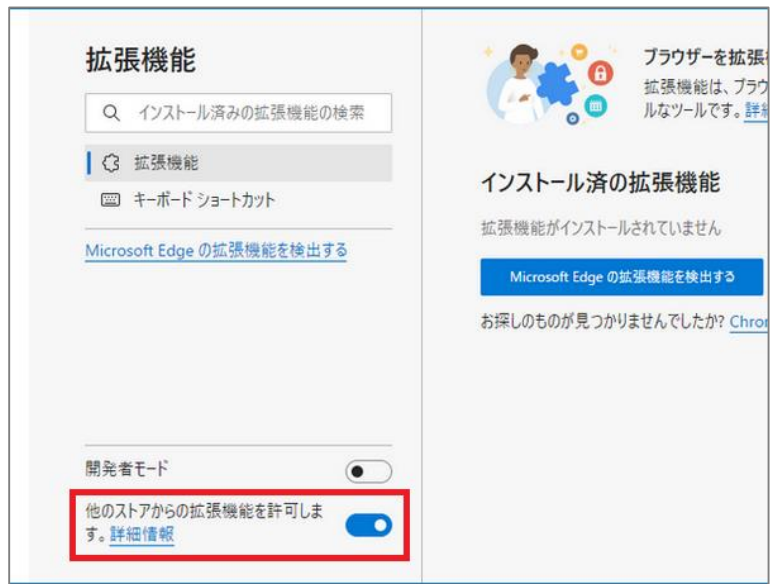 拡張機能
インストール済みの拡張機能の検索
拡張機能
キーボード ショートカット
Microsoft Edge の拡張機能を検出する
開発者モード
他のストアからの拡張機能を許可しま
す。詳細情報
ブラウザーを拡張
拡張機能は、ブラウ
ルなツールです。詳
インストール済の拡張機能
拡張機能がインストールされていません
Microsoft Edge の拡張機能を検出する
お探しのものが見つかりませんでしたか? Chro